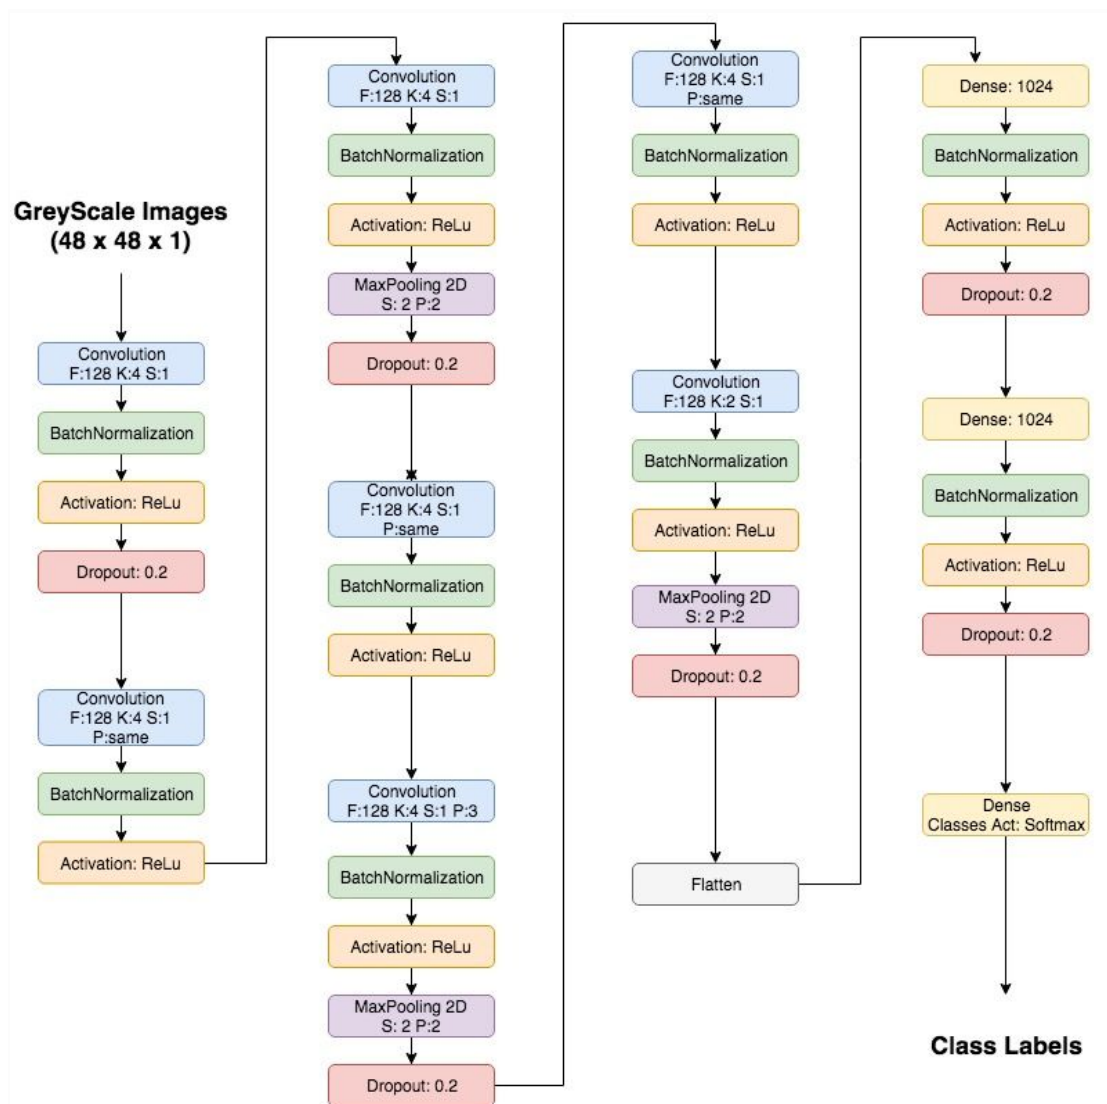 GreyScale Images
(48 x 48 x 1)
Convolution
F:128 K:4 S:1
BatchNormalization
Activation: ReLu
Dropout: 0.2
Convolution
F:128 K:4 S:1
P:same
BatchNormalization
Activation: ReLu
Convolution
F:128 K:4 S:1
BatchNormalization
Activation: ReLu
MaxPooling 2D
S: 2 P:2
Dropout: 0.2
Convolution
F:128 K:4 S:1
P:same
BatchNormalization
Activation: ReLu
Convolution
F:128 K:4 S:1 P:3
BatchNormalization
Activation: ReLu
MaxPooling 2D
S: 2 P:2
Dropout: 0.2
Convolution
F:128 K:4 S:1
P:same
BatchNormalization
Activation: ReLu
Convolution
F:128 K:2 S:1
BatchNormalization
Activation: ReLu
MaxPooling 2D
S: 2 P:2
Dropout: 0.2
Flatten
Dense: 1024
BatchNormalization
Activation: ReLu
Dropout: 0.2
Dense: 1024
BatchNormalization
Activation: ReLu
Dropout: 0.2
Dense
Classes Act: Softmax
Class Labels